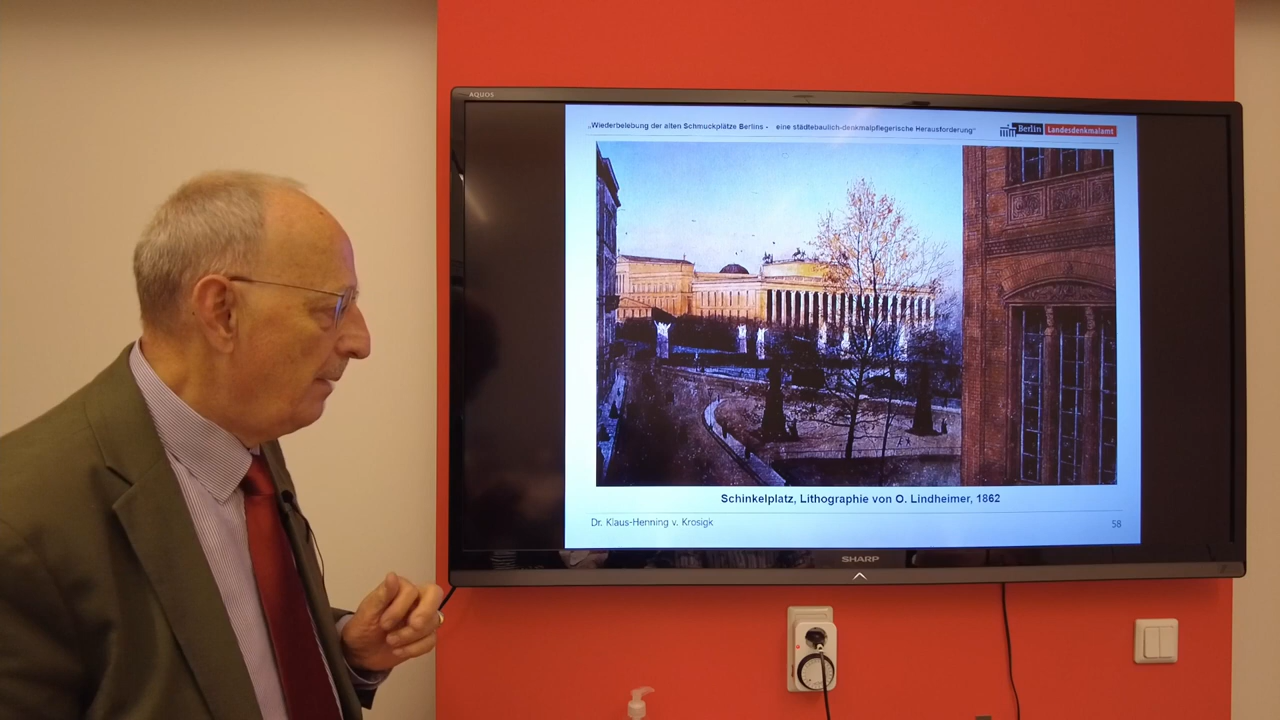 AQUOS
„Wiederbelebung der alten Schmuckplätze Berlins - eine städtebaulich-denkmalpflegerische Herausforderung“
Berlin Landesdenkmalamt
Schinkelplatz, Lithographie von O. Lindheimer, 1862
Dr. Klaus-Henning v. Krosigk 58
SHARP